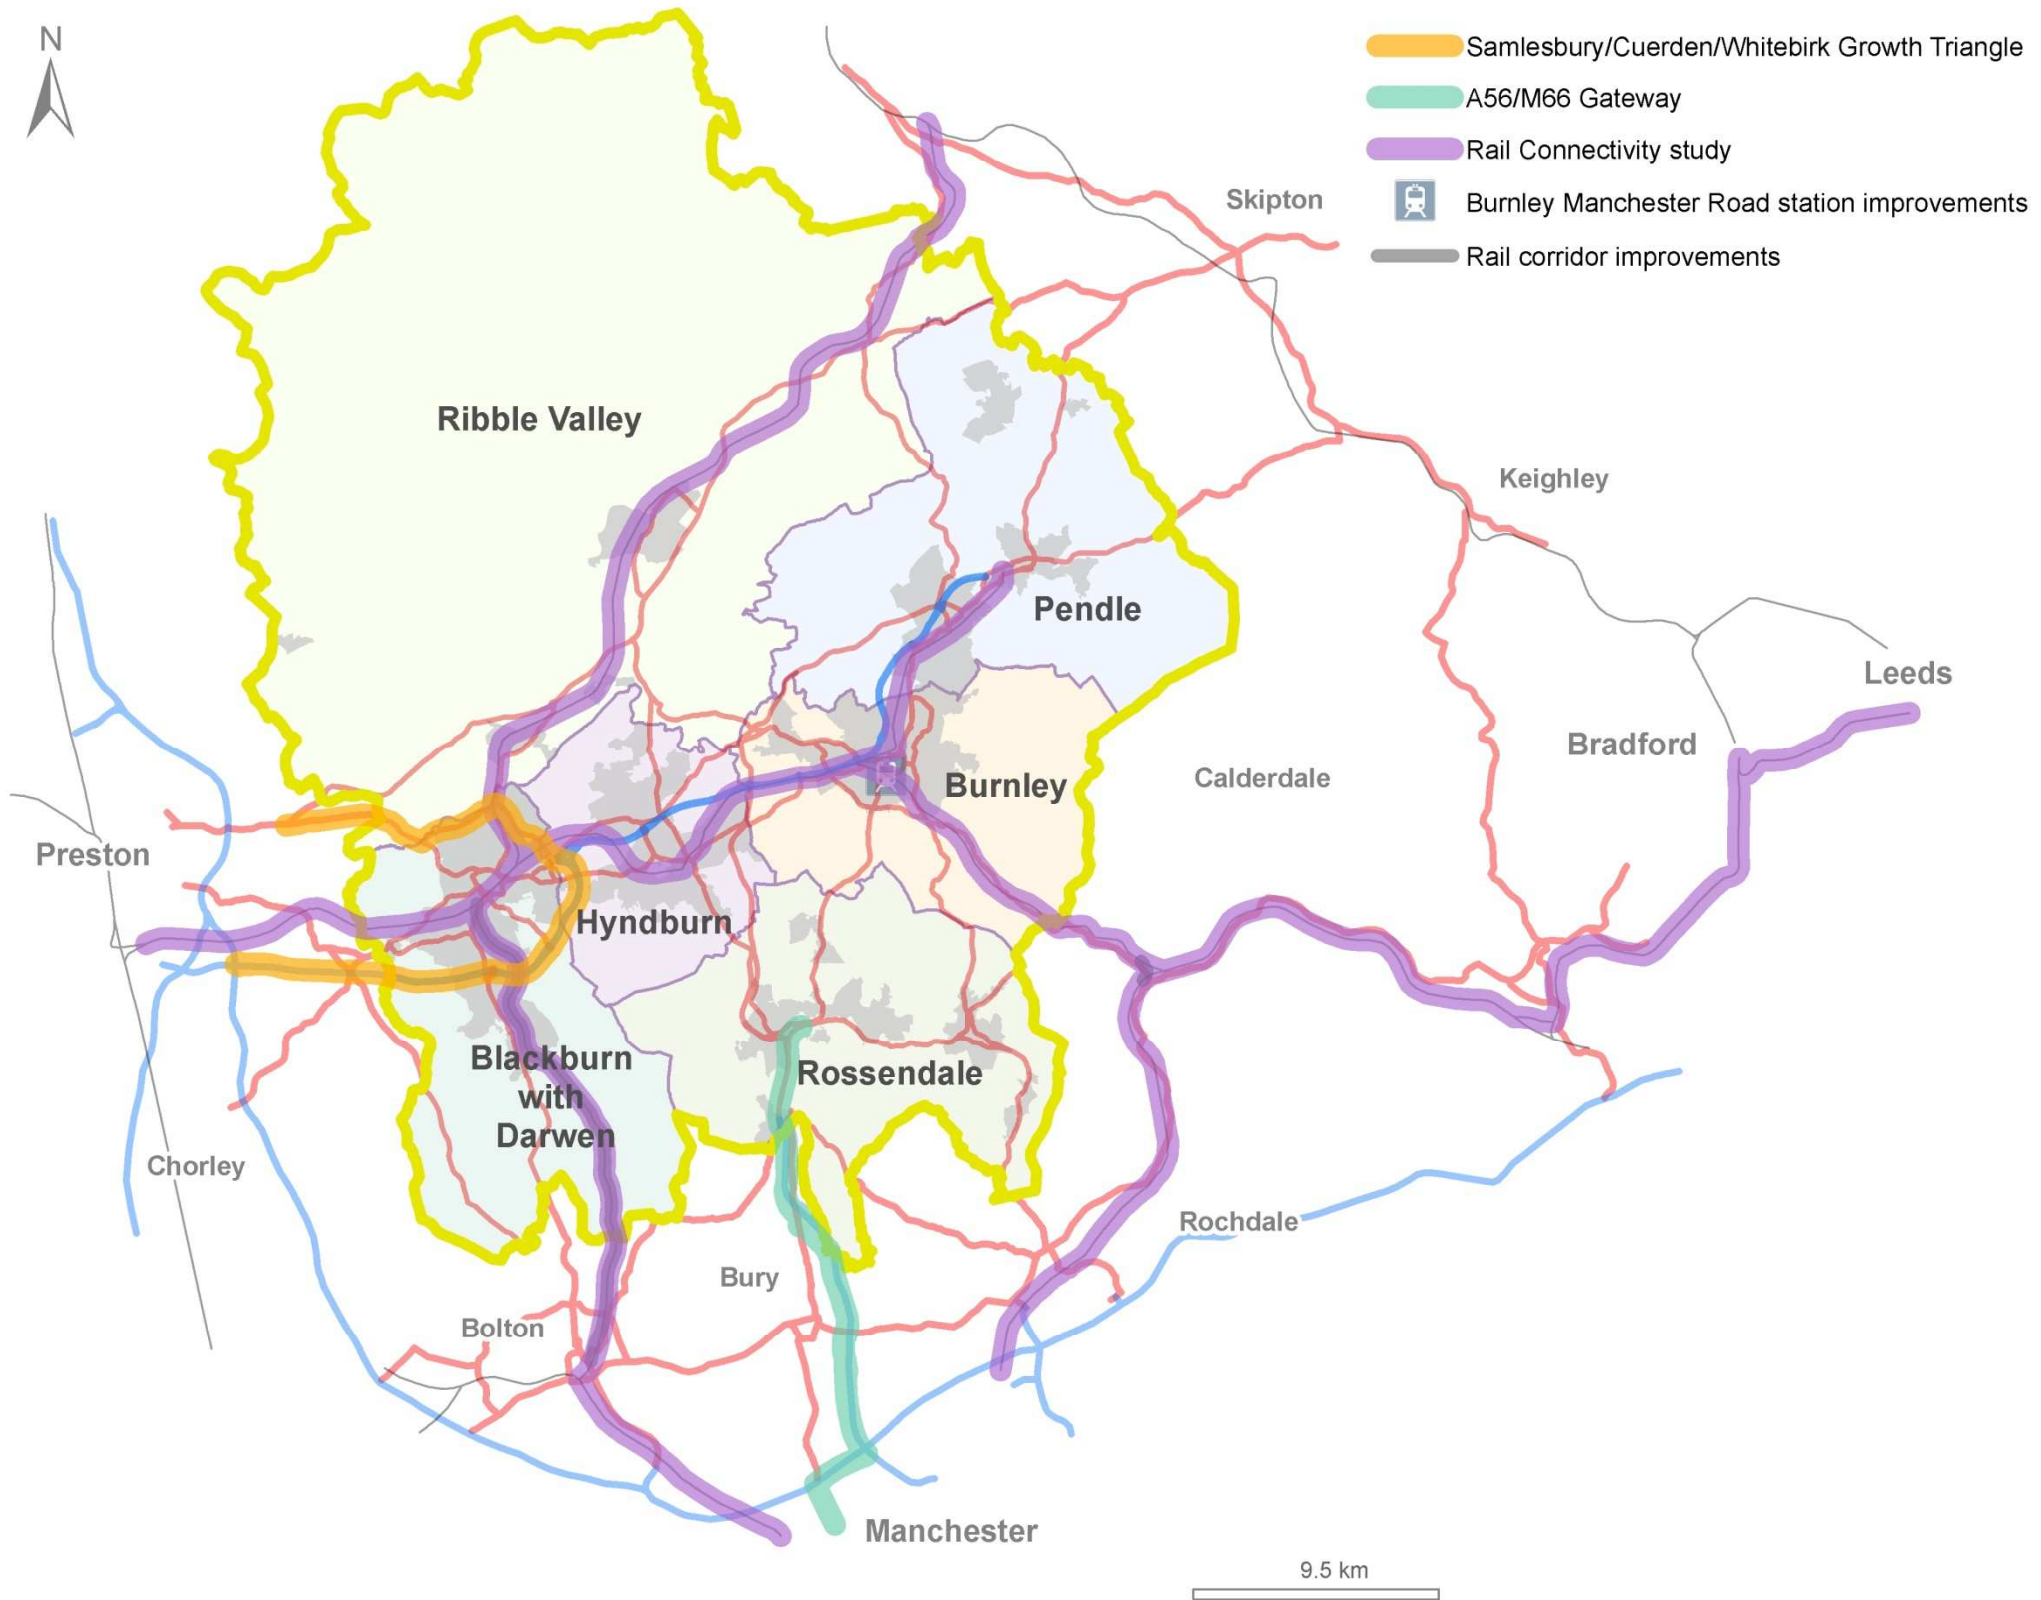 N
Samlesbury/Cuerden/Whitebirk Growth Triangle
A56/M66 Gateway
Rail Connectivity study
Burnley Manchester Road station improvements
Rail corridor improvements
Skipton
Ribble Valley
Keighley
Pendle
Leeds
Bradford
Calderdale
Burnley
Preston
Hyndburn
Blackburn
with
Darwen
Rossendale
Chorley
Rochdale
Bury
Bolton
Manchester
9.5 km